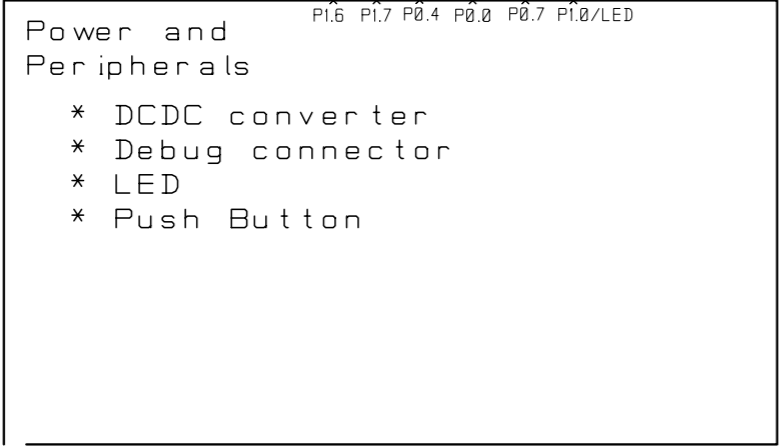 P1.6 P1.7 P0.4 P0.0 P0.7 P1.0/LED
Power and
Peripherals
* DCDC converter
* Debug connector
* LED
* Push Button